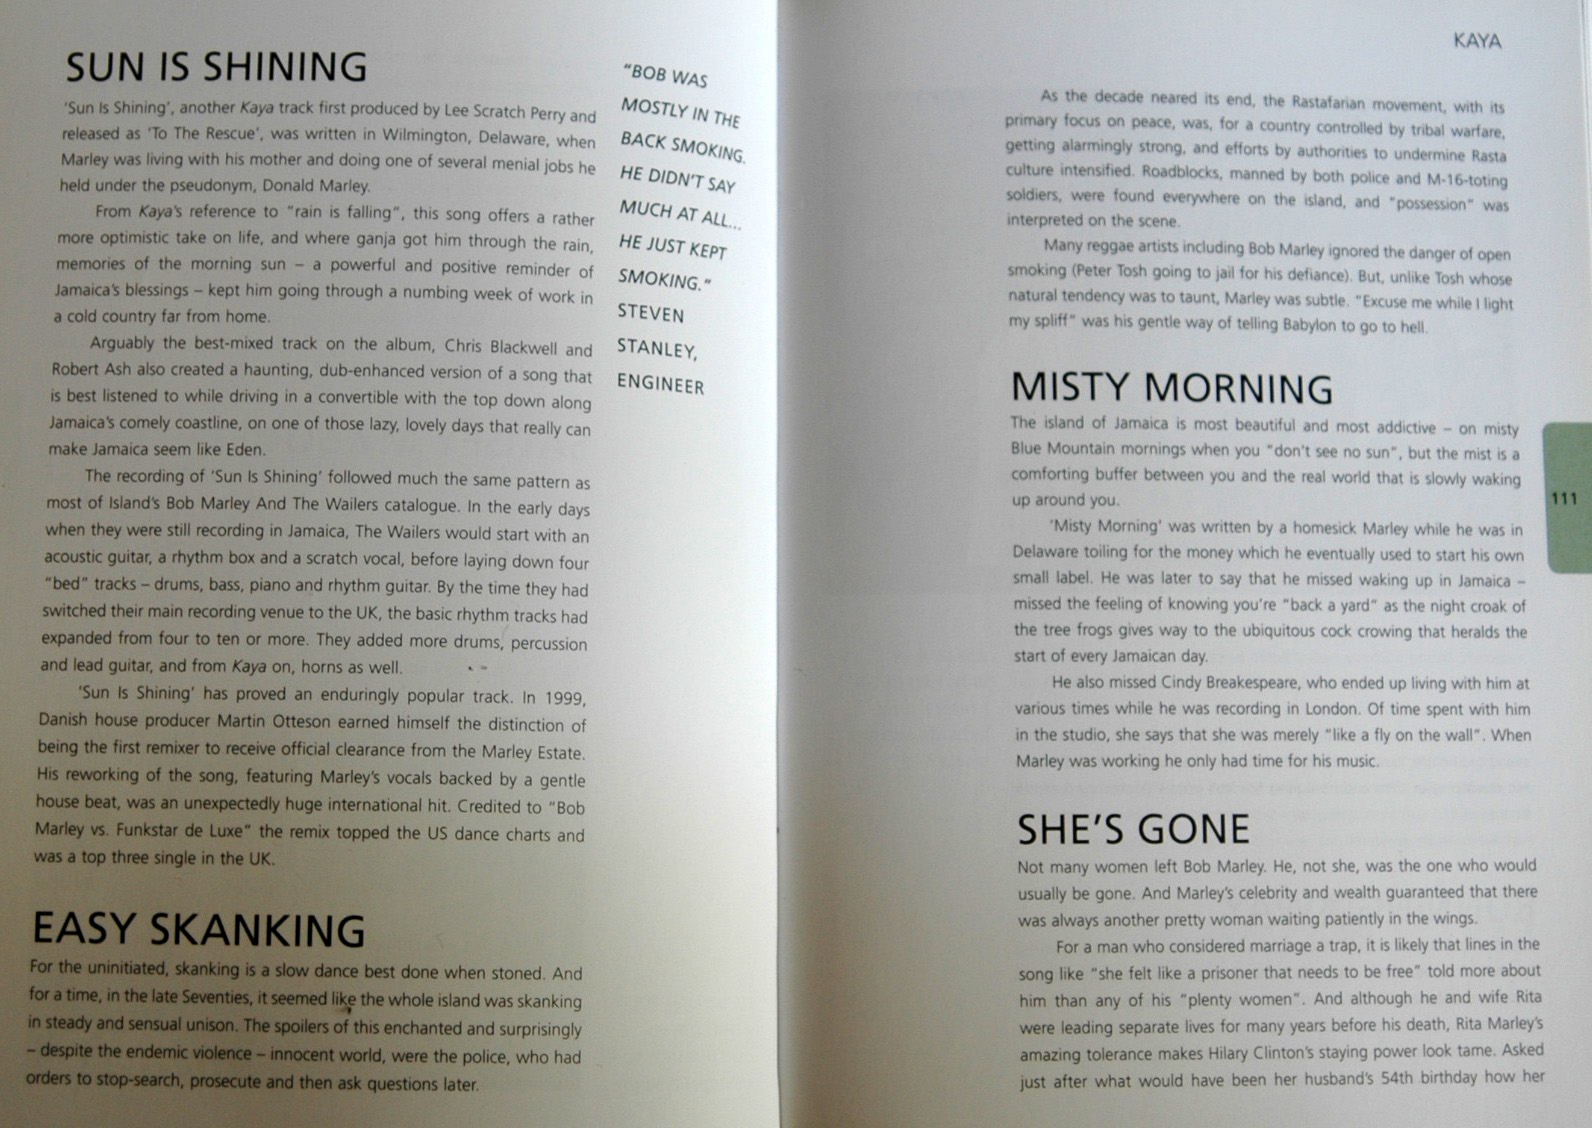 SUN IS SHINING
'Sun Is Shining', another Kaya track first produced by Lee Scratch Perry and
released as 'To The Rescue', was written in Wilmington, Delaware, when
Marley was living with his mother and doing one of several menial jobs he
held under the pseudonym, Donald Marley.
From Kaya's reference to "rain is falling", this song offers a rather
more optimistic take on life, and where ganja got him through the rain,
memories of the morning sun – a powerful and positive reminder of
Jamaica's blessings – kept him going through a numbing week of work in
a cold country far from home.
Arguably the best-mixed track on the album, Chris Blackwell and
Robert Ash also created a haunting, dub-enhanced version of a song that
is best listened to while driving in a convertible with the top down along
Jamaica's comely coastline, on one of those lazy, lovely days that really can
make Jamaica seem like Eden.
The recording of 'Sun Is Shining' followed much the same pattern as
most of Island's Bob Marley And The Wailers catalogue. In the early days
when they were still recording in Jamaica, The Wailers would start with an
acoustic guitar, a rhythm box and a scratch vocal, before laying down four
"bed" tracks – drums, bass, piano and rhythm guitar. By the time they had
switched their main recording venue to the UK, the basic rhythm tracks had
expanded from four to ten or more. They added more drums, percussion
and lead guitar, and from Kaya on, horns as well.
'Sun Is Shining' has proved an enduringly popular track. In 1999,
Danish house producer Martin Otteson earned himself the distinction of
being the first remixer to receive official clearance from the Marley Estate.
His reworking of the song, featuring Marley's vocals backed by a gentle
house beat, was an unexpectedly huge international hit. Credited to "Bob
Marley vs. Funkstar de Luxe" the remix topped the US dance charts and
was a top three single in the UK.
EASY SKANKING
For the uninitiated, skanking is a slow dance best done when stoned. And
for a time, in the late Seventies, it seemed like the whole island was skanking
in steady and sensual unison. The spoilers of this enchanted and surprisingly
– despite the endemic violence – innocent world, were the police, who had
orders to stop-search, prosecute and then ask questions later.
"BOB WAS
MOSTLY IN THE
BACK SMOKING.
HE DIDN'T SAY
MUCH AT ALL...
HE JUST KEPT
SMOKING."
STEVEN
STANLEY,
ENGINEER
KAYA
As the decade neared its end, the Rastafarian movement, with its
primary focus on peace, was, for a country controlled by tribal warfare,
getting alarmingly strong, and efforts by authorities to undermine Rasta
culture intensified. Roadblocks, manned by both police and M-16-toting
soldiers, were found everywhere on the island, and "possession" was
interpreted on the scene.
Many reggae artists including Bob Marley ignored the danger of open
smoking (Peter Tosh going to jail for his defiance). But, unlike Tosh whose
natural tendency was to taunt, Marley was subtle. "Excuse me while I light
my spliff" was his gentle way of telling Babylon to go to hell.
MISTY MORNING
The island of Jamaica is most beautiful and most addictive – on misty
Blue Mountain mornings when you "don't see no sun", but the mist is a
comforting buffer between you and the real world that is slowly waking
up around you.
'Misty Morning' was written by a homesick Marley while he was in
Delaware toiling for the money which he eventually used to start his own
small label. He was later to say that he missed waking up in Jamaica –
missed the feeling of knowing you're "back a yard" as the night croak of
the tree frogs gives way to the ubiquitous cock crowing that heralds the
start of every Jamaican day.
He also missed Cindy Breakespeare, who ended up living with him at
various times while he was recording in London. Of time spent with him
in the studio, she says that she was merely "like a fly on the wall". When
Marley was working he only had time for his music.
111
SHE'S GONE
Not many women left Bob Marley. He, not she, was the one who would
usually be gone. And Marley's celebrity and wealth guaranteed that there
was always another pretty woman waiting patiently in the wings.
For a man who considered marriage a trap, it is likely that lines in the
song like "she felt like a prisoner that needs to be free" told more about
him than any of his "plenty women". And although he and wife Rita
were leading separate lives for many years before his death, Rita Marley's
amazing tolerance makes Hilary Clinton's staying power look tame. Asked
just after what would have been her husband's 54th birthday how her